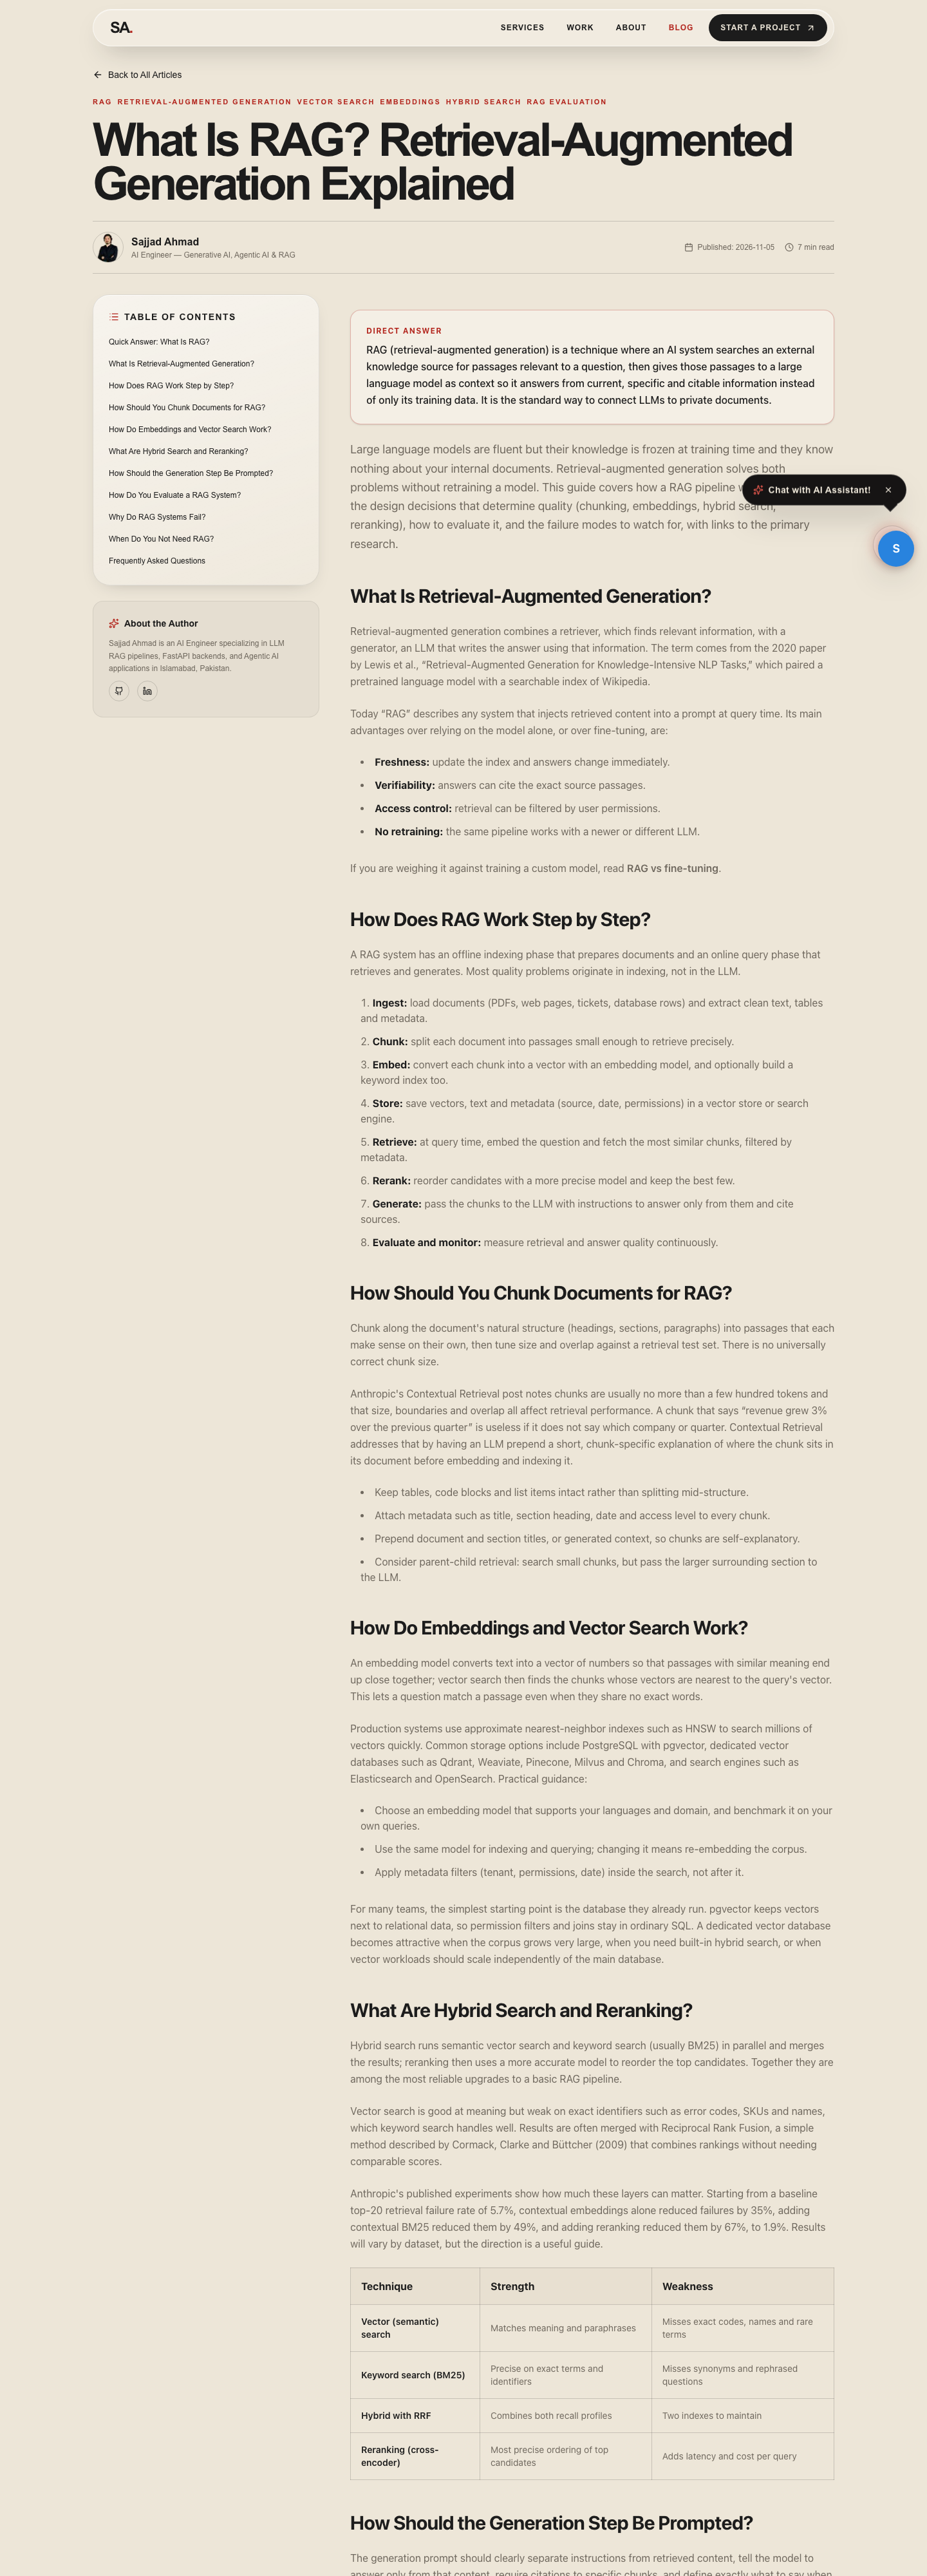 SA.
SERVICES
WORK
ABOUT
BLOG
START A PROJECT
Back to All Articles
RAG RETRIEVAL-AUGMENTED GENERATION VECTOR SEARCH EMBEDDINGS HYBRID SEARCH RAG EVALUATION
What Is RAG? Retrieval-Augmented
Generation Explained
Sajjad Ahmad
AI Engineer — Generative AI, Agentic AI & RAG
Published: 2026-11-05
7 min read
TABLE OF CONTENTS
Quick Answer: What Is RAG?
What Is Retrieval-Augmented Generation?
How Does RAG Work Step by Step?
How Should You Chunk Documents for RAG?
How Do Embeddings and Vector Search Work?
What Are Hybrid Search and Reranking?
How Should the Generation Step Be Prompted?
How Do You Evaluate a RAG System?
Why Do RAG Systems Fail?
When Do You Not Need RAG?
Frequently Asked Questions
About the Author
Sajjad Ahmad is an AI Engineer specializing in LLM
RAG pipelines, FastAPI backends, and Agentic AI
applications in Islamabad, Pakistan.
DIRECT ANSWER
RAG (retrieval-augmented generation) is a technique where an AI system searches an external
knowledge source for passages relevant to a question, then gives those passages to a large
language model as context so it answers from current, specific and citable information instead
of only its training data. It is the standard way to connect LLMs to private documents.
Large language models are fluent but their knowledge is frozen at training time and they know
nothing about your internal documents. Retrieval-augmented generation solves both
problems without retraining a model. This guide covers how a RAG pipeline
the design decisions that determine quality (chunking, embeddings, hybrid search,
reranking), how to evaluate it, and the failure modes to watch for, with links to the primary
research.
Chat with AI Assistant!
S
What Is Retrieval-Augmented Generation?
Retrieval-augmented generation combines a retriever, which finds relevant information, with a
generator, an LLM that writes the answer using that information. The term comes from the 2020 paper
by Lewis et al., “Retrieval-Augmented Generation for Knowledge-Intensive NLP Tasks,” which paired a
pretrained language model with a searchable index of Wikipedia.
Today “RAG” describes any system that injects retrieved content into a prompt at query time. Its main
advantages over relying on the model alone, or over fine-tuning, are:
• Freshness: update the index and answers change immediately.
• Verifiability: answers can cite the exact source passages.
• Access control: retrieval can be filtered by user permissions.
• No retraining: the same pipeline works with a newer or different LLM.
If you are weighing it against training a custom model, read RAG vs fine-tuning.
How Does RAG Work Step by Step?
A RAG system has an offline indexing phase that prepares documents and an online query phase that
retrieves and generates. Most quality problems originate in indexing, not in the LLM.
1. Ingest: load documents (PDFs, web pages, tickets, database rows) and extract clean text, tables
and metadata.
2. Chunk: split each document into passages small enough to retrieve precisely.
3. Embed: convert each chunk into a vector with an embedding model, and optionally build a
keyword index too.
4. Store: save vectors, text and metadata (source, date, permissions) in a vector store or search
engine.
5. Retrieve: at query time, embed the question and fetch the most similar chunks, filtered by
metadata.
6. Rerank: reorder candidates with a more precise model and keep the best few.
7. Generate: pass the chunks to the LLM with instructions to answer only from them and cite
sources.
8. Evaluate and monitor: measure retrieval and answer quality continuously.
How Should You Chunk Documents for RAG?
Chunk along the document's natural structure (headings, sections, paragraphs) into passages that each
make sense on their own, then tune size and overlap against a retrieval test set. There is no universally
correct chunk size.
Anthropic's Contextual Retrieval post notes chunks are usually no more than a few hundred tokens and
that size, boundaries and overlap all affect retrieval performance. A chunk that says “revenue grew 3%
over the previous quarter” is useless if it does not say which company or quarter. Contextual Retrieval
addresses that by having an LLM prepend a short, chunk-specific explanation of where the chunk sits in
its document before embedding and indexing it.
• Keep tables, code blocks and list items intact rather than splitting mid-structure.
• Attach metadata such as title, section heading, date and access level to every chunk.
• Prepend document and section titles, or generated context, so chunks are self-explanatory.
• Consider parent-child retrieval: search small chunks, but pass the larger surrounding section to
the LLM.
How Do Embeddings and Vector Search Work?
An embedding model converts text into a vector of numbers so that passages with similar meaning end
up close together; vector search then finds the chunks whose vectors are nearest to the query's vector.
This lets a question match a passage even when they share no exact words.
Production systems use approximate nearest-neighbor indexes such as HNSW to search millions of
vectors quickly. Common storage options include PostgreSQL with pgvector, dedicated vector
databases such as Qdrant, Weaviate, Pinecone, Milvus and Chroma, and search engines such as
Elasticsearch and OpenSearch. Practical guidance:
• Choose an embedding model that supports your languages and domain, and benchmark it on your
own queries.
• Use the same model for indexing and querying; changing it means re-embedding the corpus.
• Apply metadata filters (tenant, permissions, date) inside the search, not after it.
For many teams, the simplest starting point is the database they already run. pgvector keeps vectors
next to relational data, so permission filters and joins stay in ordinary SQL. A dedicated vector database
becomes attractive when the corpus grows very large, when you need built-in hybrid search, or when
vector workloads should scale independently of the main database.
What Are Hybrid Search and Reranking?
Hybrid search runs semantic vector search and keyword search (usually BM25) in parallel and merges
the results; reranking then uses a more accurate model to reorder the top candidates. Together they are
among the most reliable upgrades to a basic RAG pipeline.
Vector search is good at meaning but weak on exact identifiers such as error codes, SKUs and names,
which keyword search handles well. Results are often merged with Reciprocal Rank Fusion, a simple
method described by Cormack, Clarke and Büttcher (2009) that combines rankings without needing
comparable scores.
Anthropic's published experiments show how much these layers can matter. Starting from a baseline
top-20 retrieval failure rate of 5.7%, contextual embeddings alone reduced failures by 35%, adding
contextual BM25 reduced them by 49%, and adding reranking reduced them by 67%, to 1.9%. Results
will vary by dataset, but the direction is a useful guide.
Technique
Strength
Weakness
Vector (semantic)
search
Matches meaning and paraphrases
Misses exact codes, names and rare
terms
Keyword search (BM25)
Precise on exact terms and
identifiers
Misses synonyms and rephrased
questions
Hybrid with RRF
Combines both recall profiles
Two indexes to maintain
Reranking (cross-
encoder)
Most precise ordering of top
candidates
Adds latency and cost per query
How Should the Generation Step Be Prompted?
The generation prompt should clearly separate instructions from retrieved content, tell the model to
answer only from that content, require citations to specific chunks, and define exactly what to say when